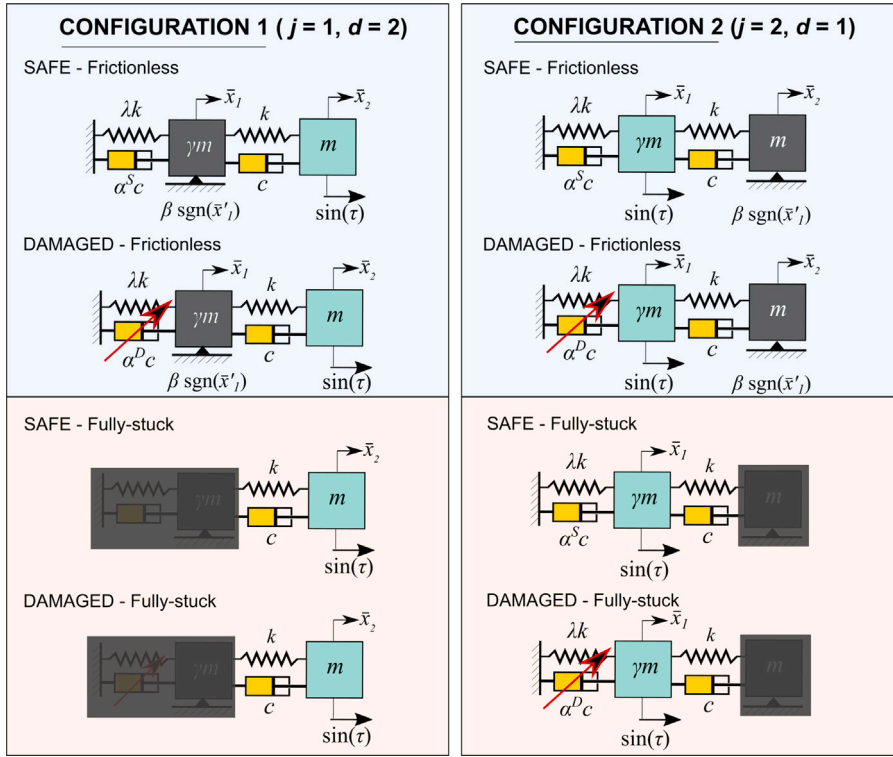 CONFIGURATION 1 ( j = 1, d = 2)
SAFE - Frictionless
x̄₁
x̄₂
λk
k
γm
m
αˢc
c
β sgn(x̄'₁)
sin(τ)
DAMAGED - Frictionless
x̄₁
x̄₂
λk
k
γm
m
αᴰc
c
β sgn(x̄'₁)
sin(τ)
SAFE - Fully-stuck
x̄₂
k
γm
m
c
sin(τ)
DAMAGED - Fully-stuck
x̄₂
k
γm
m
c
sin(τ)
CONFIGURATION 2 (j = 2, d = 1)
SAFE - Frictionless
x̄₁
x̄₂
λk
k
γm
m
αˢc
c
sin(τ)
β sgn(x̄'₁)
DAMAGED - Frictionless
x̄₁
x̄₂
λk
k
γm
m
αᴰc
c
sin(τ)
β sgn(x̄'₁)
SAFE - Fully-stuck
x̄₁
λk
k
γm
m
αˢc
c
sin(τ)
DAMAGED - Fully-stuck
x̄₁
λk
k
γm
m
αᴰc
c
sin(τ)